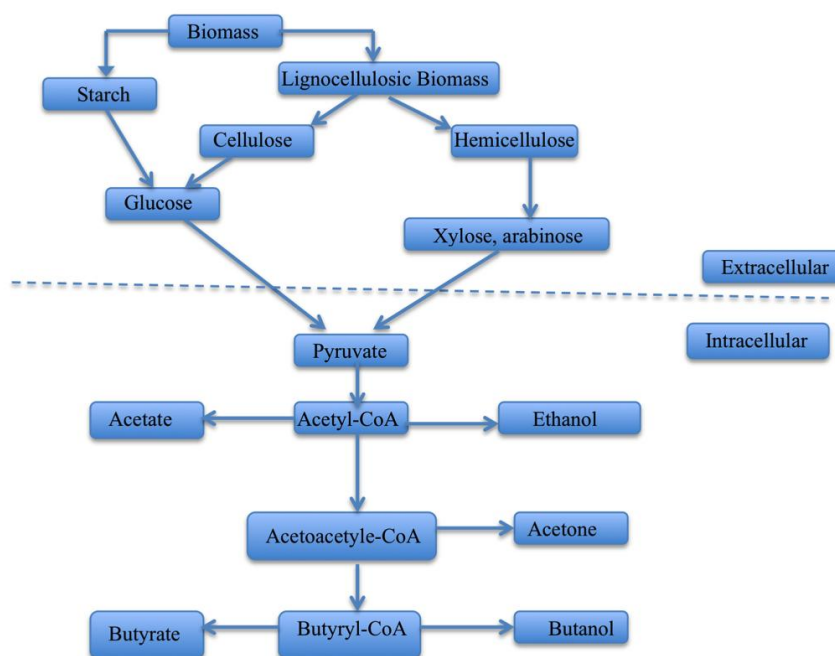 Biomass
Lignocellulosic Biomass
Starch
Cellulose
Hemicellulose
Glucose
Xylose, arabinose
Extracellular
Intracellular
Pyruvate
Acetate
Acetyl-CoA
Ethanol
Acetoacetyle-CoA
Acetone
Butyrate
Butyryl-CoA
Butanol